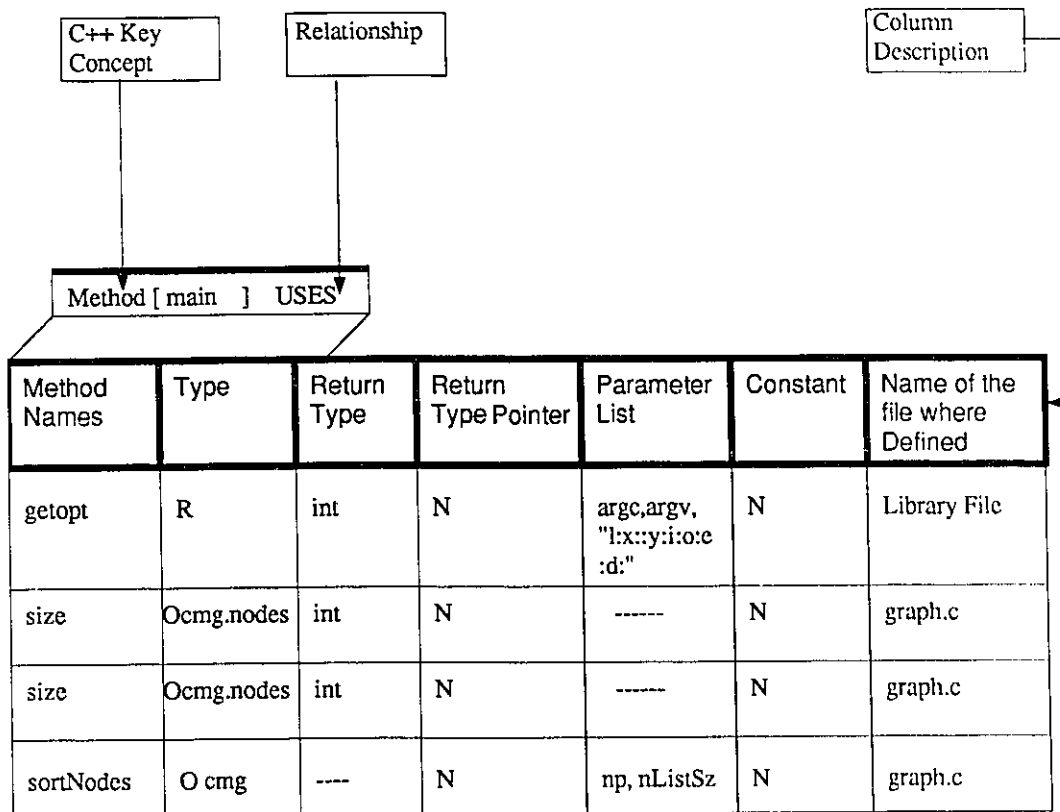 C++ Key
Concept
Relationship
Column
Description
Method [ main ] USES
Method
Names
Type
Return
Type
Return
Type Pointer
Parameter
List
Constant
Name of the
file where
Defined
getopt
R
int
N
argc,argv,
"l:x::y:i:o:e
:d:"
N
Library File
size
Ocmg.nodes
int
N
------
N
graph.c
size
Ocmg.nodes
int
N
------
N
graph.c
sortNodes
O cmg
----
N
np, nListSz
N
graph.c